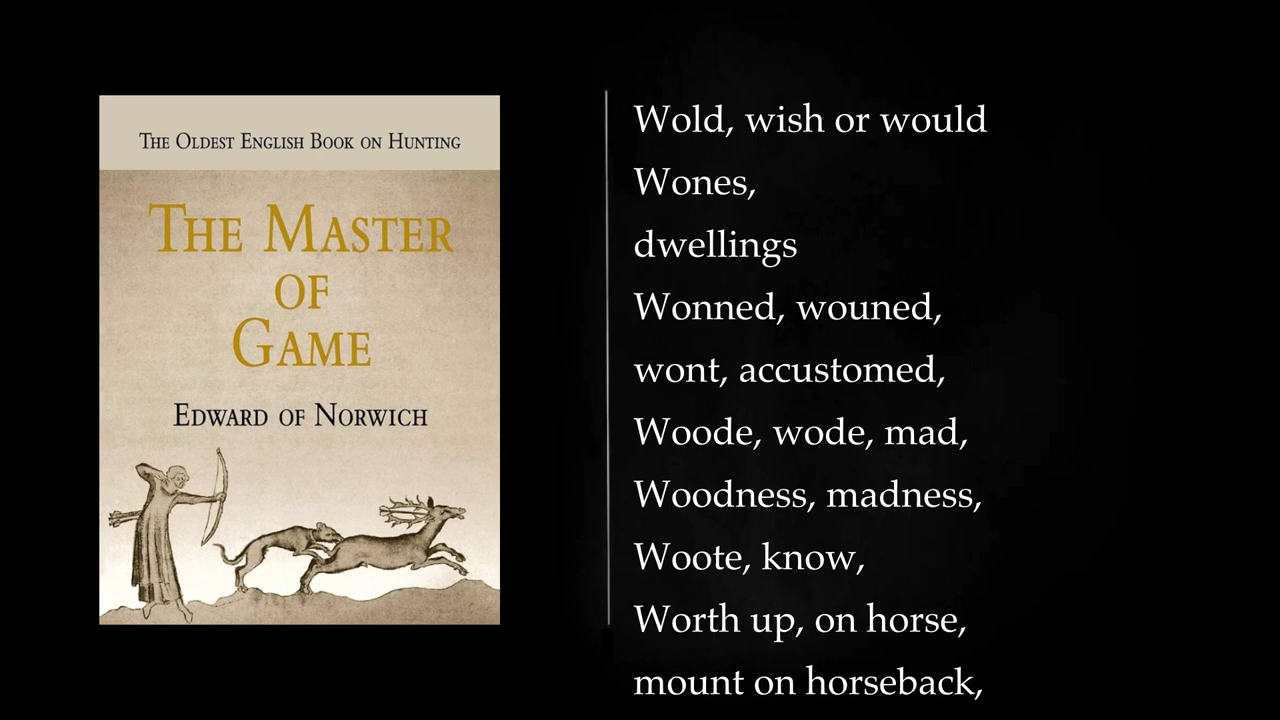 The Oldest English Book on Hunting
The Master
of
Game
Edward of Norwich
Wold, wish or would
Wones,
dwellings
Wonned, wouned,
wont, accustomed,
Woode, wode, mad,
Woodness, madness,
Woote, know,
Worth up, on horse,
mount on horseback,